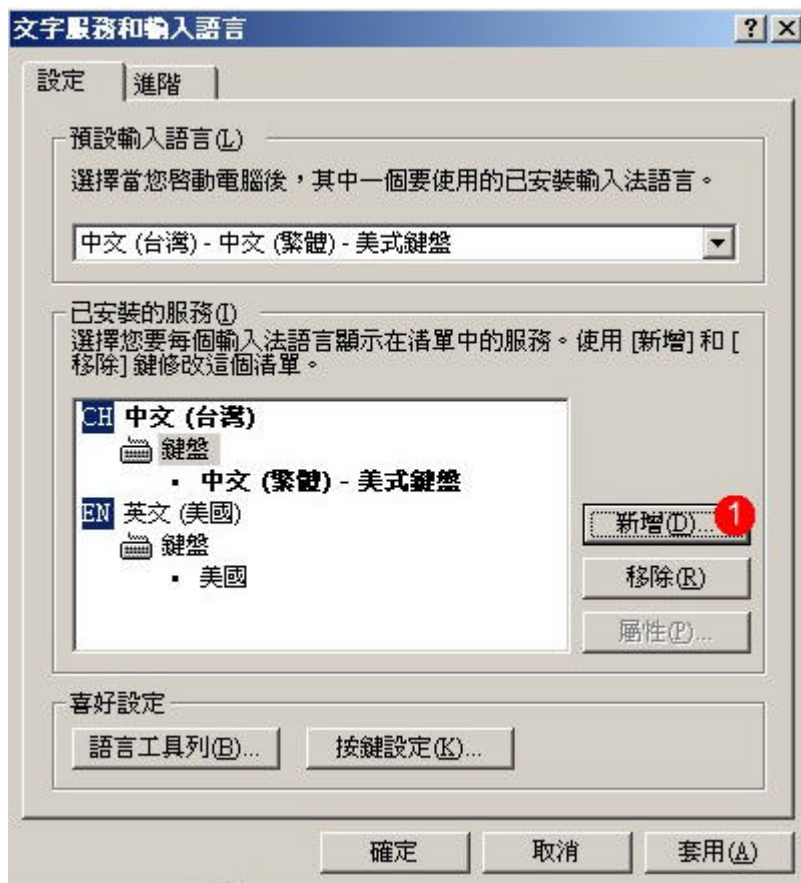 文字服務和輸入語言
設定
進階
預設輸入語言(L)
選擇當您啓動電腦後，其中一個要使用的已安裝輸入法語言。
中文 (台灣) - 中文 (繁體) - 美式鍵盤
已安裝的服務(I)
選擇您要每個輸入法語言顯示在清單中的服務。使用 [新增] 和 [
移除] 鍵修改這個清單。
CH 中文 (台灣)
鍵盤
• 中文 (繁體) - 美式鍵盤
EN 英文 (美國)
鍵盤
• 美國
新增(D)... 1
移除(R)
屬性(P)...
喜好設定
語言工具列(B)...
按鍵設定(K)...
確定
取消
套用(A)